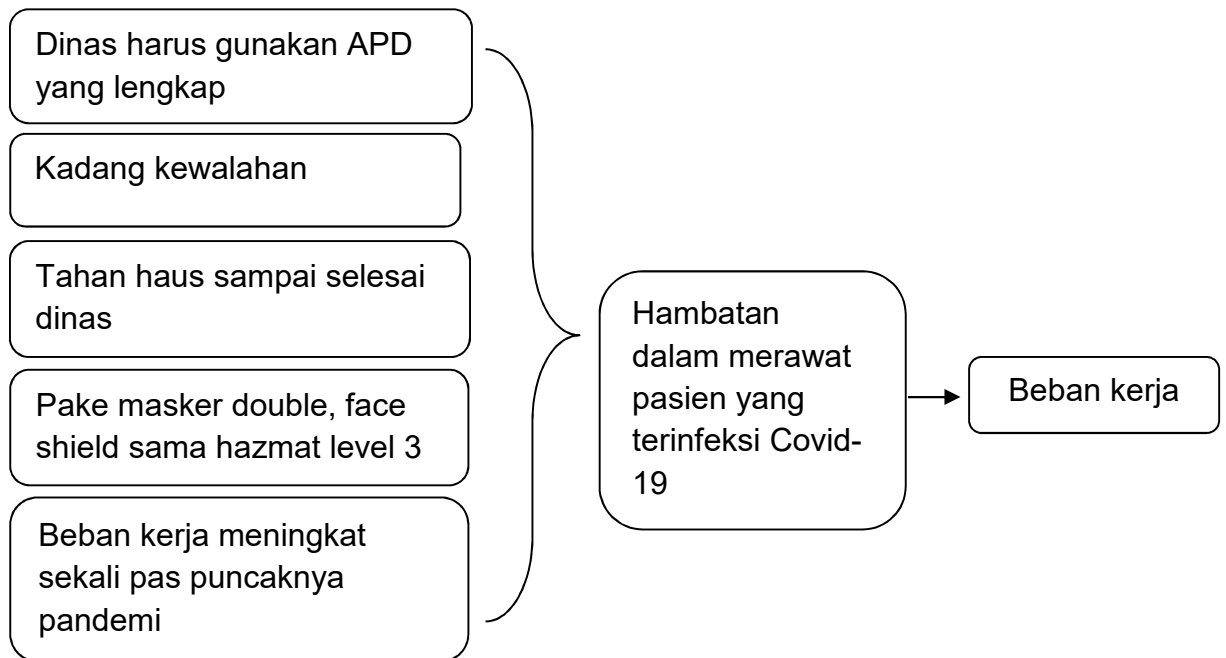 Dinas harus gunakan APD
yang lengkap
Kadang kewalahan
Tahan haus sampai selesai
dinas
Pake masker double, face
shield sama hazmat level 3
Beban kerja meningkat
sekali pas puncaknya
pandemi
Hambatan
dalam merawat
pasien yang
terinfeksi Covid-
19
Beban kerja